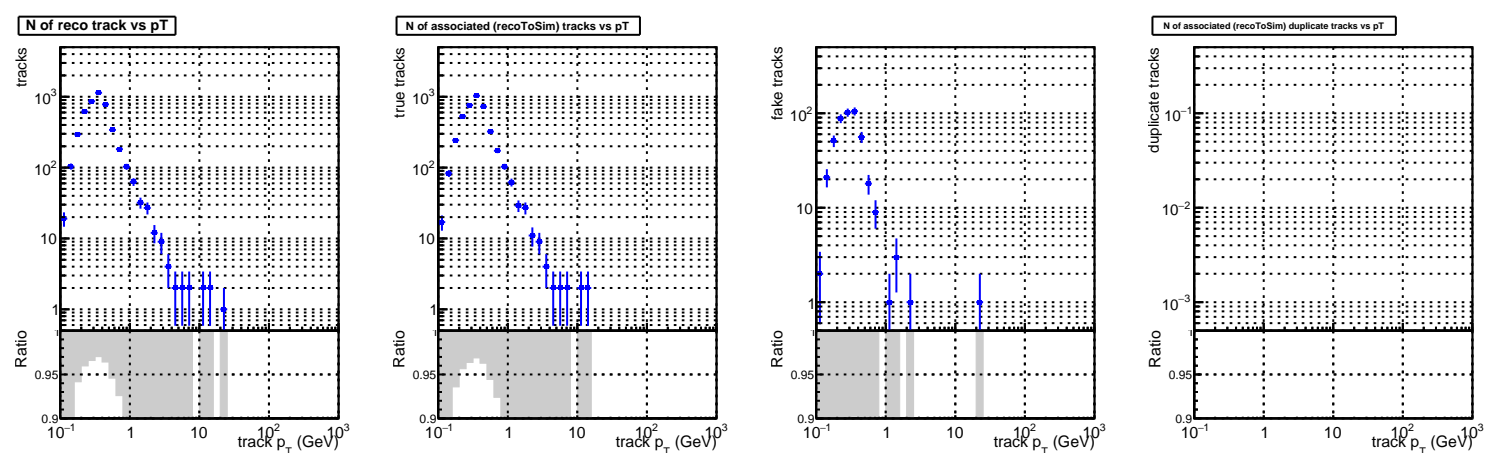 N of reco track vs pT
tracks
10³
10²
10
1
Ratio
1
0.95
0.9
10⁻¹ 1 10 10² 10³
track p_T (GeV)
N of associated (recoToSim) tracks vs pT
true tracks
10³
10²
10
1
Ratio
1
0.95
0.9
10⁻¹ 1 10 10² 10³
track p_T (GeV)
fake tracks
10²
10
1
Ratio
1
0.95
0.9
10⁻¹ 1 10 10² 10³
track p_T (GeV)
N of associated (recoToSim) duplicate tracks vs pT
duplicate tracks
10⁻¹
10⁻²
10⁻³
Ratio
1
0.95
0.9
10⁻¹ 1 10 10² 10³
track p_T (GeV)